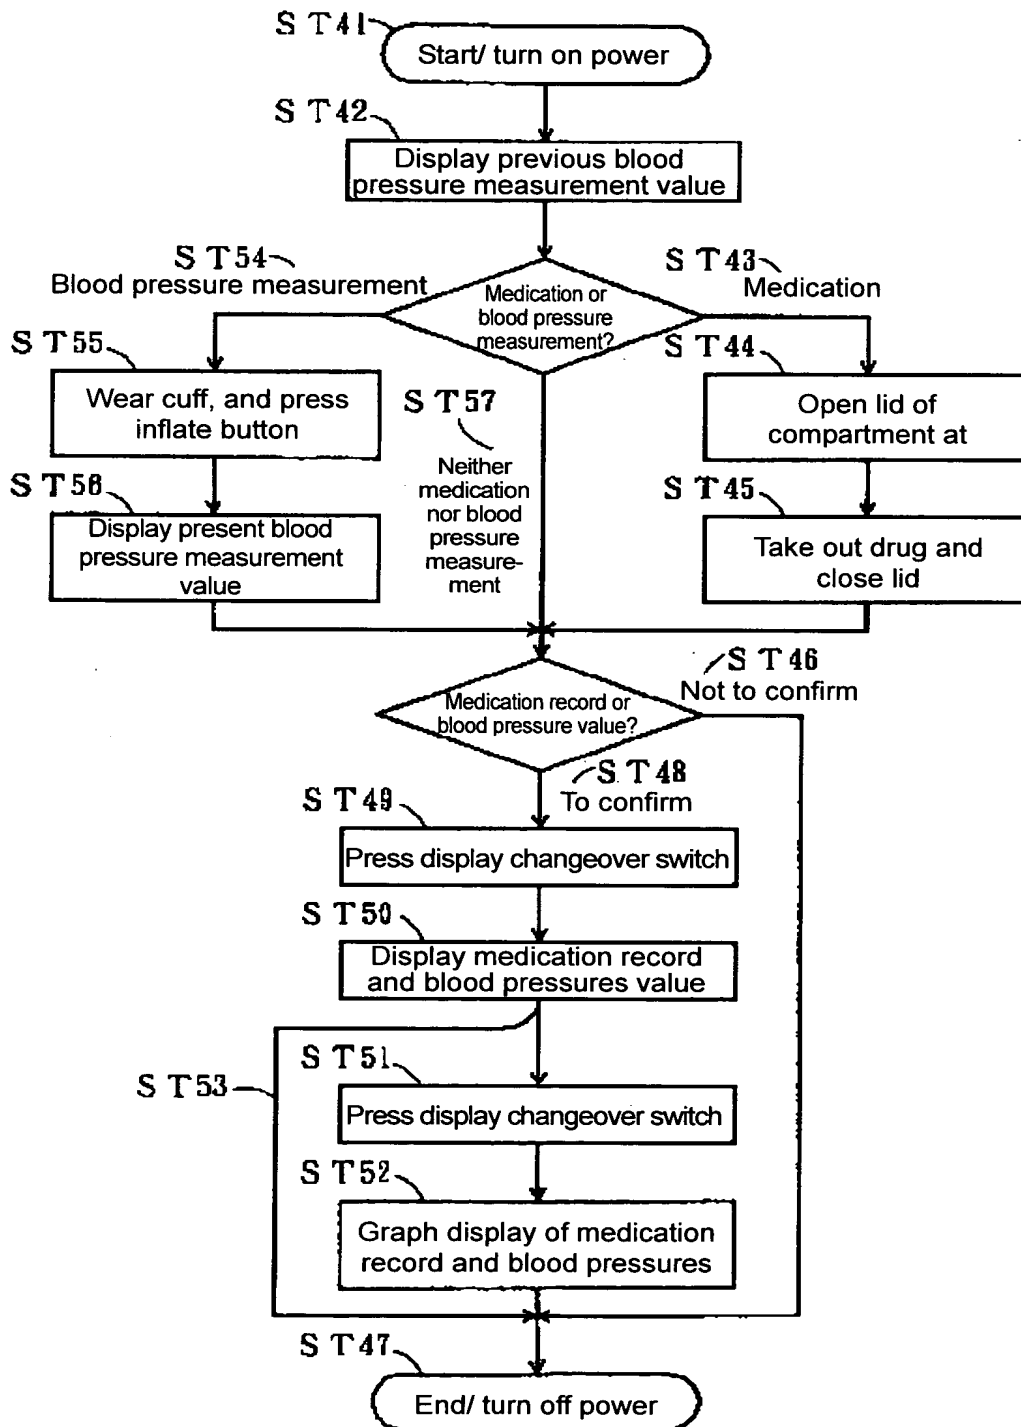 S T41
Start/ turn on power
S T42
Display previous blood
pressure measurement value
S T54
Blood pressure measurement
S T43
Medication
Medication or
blood pressure
measurement?
S T55
Wear cuff, and press
inflate button
S T57
Neither
medication
nor blood
pressure
measure-
ment
S T44
Open lid of
compartment at
S T56
Display present blood
pressure measurement
value
S T45
Take out drug and
close lid
S T46
Not to confirm
Medication record or
blood pressure value?
S T48
To confirm
S T49
Press display changeover switch
S T50
Display medication record
and blood pressures value
S T51
Press display changeover switch
S T53
S T52
Graph display of medication
record and blood pressures
S T47
End/ turn off power